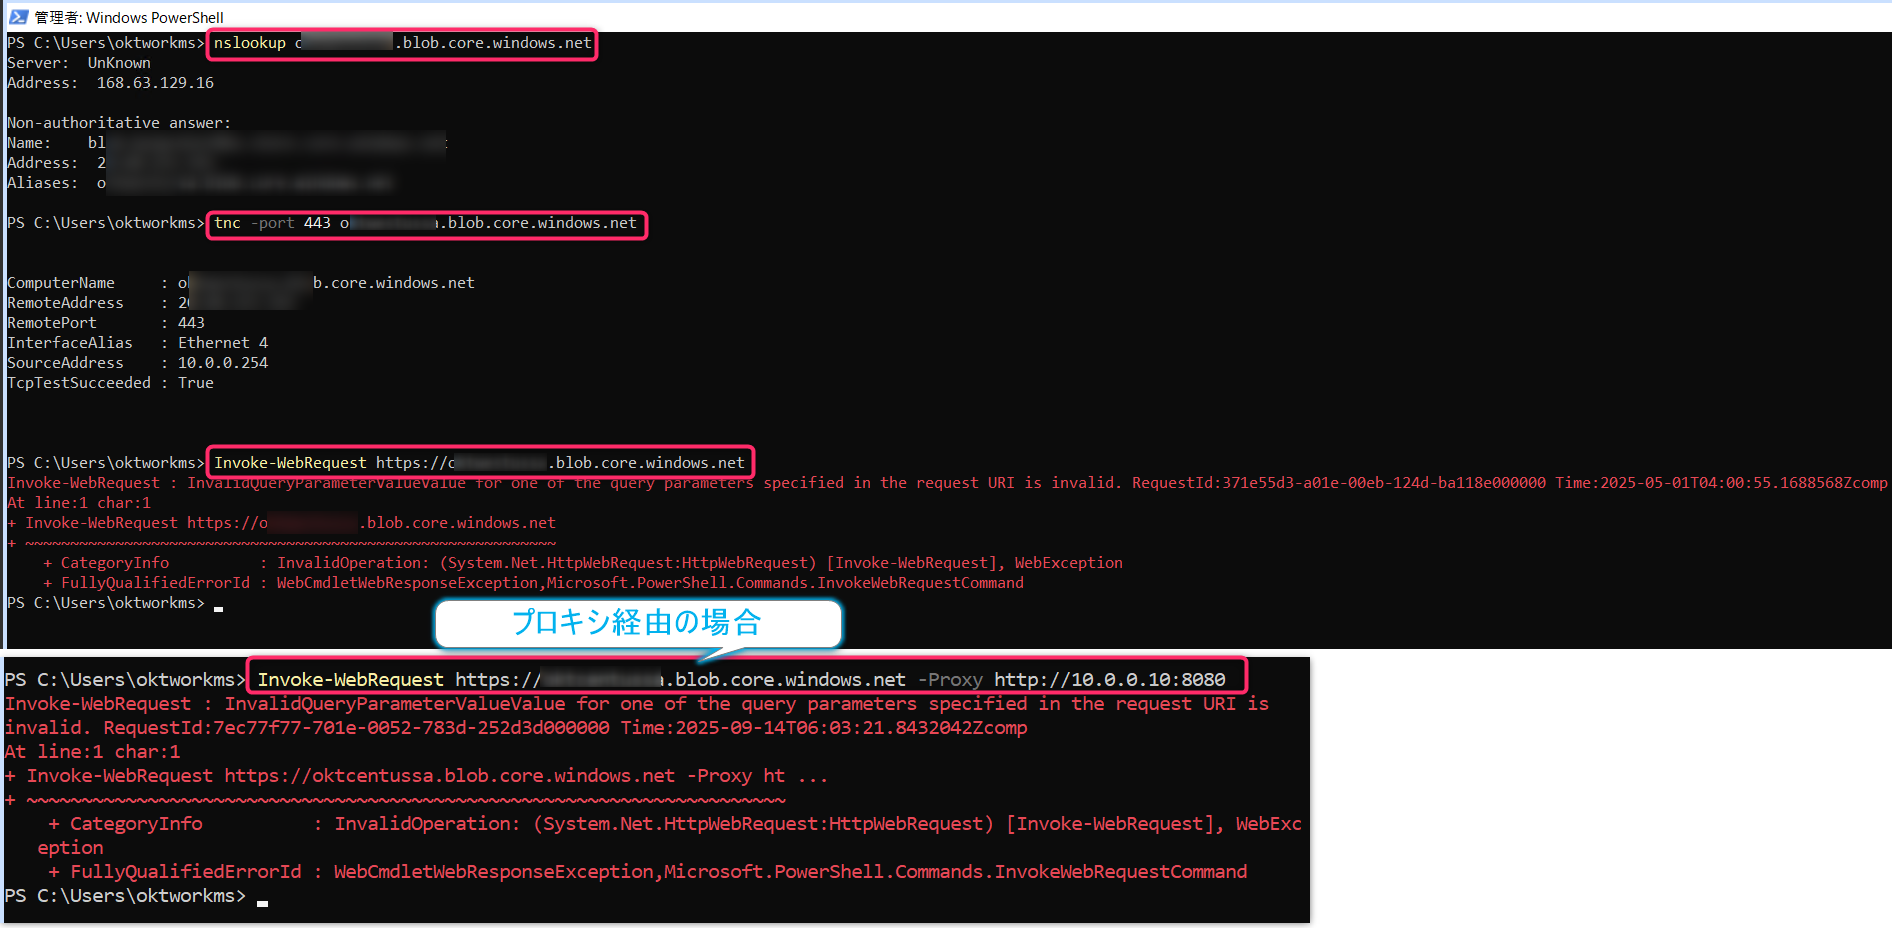 管理者: Windows PowerShell
PS C:\Users\oktworkms> nslookup c .blob.core.windows.net
Server:  UnKnown
Address:  168.63.129.16
Non-authoritative answer:
Name:    bl
Address:  2
Aliases:  o
PS C:\Users\oktworkms> tnc -port 443 o .blob.core.windows.net
ComputerName     : o b.core.windows.net
RemoteAddress    : 2
RemotePort       : 443
InterfaceAlias   : Ethernet 4
SourceAddress    : 10.0.0.254
TcpTestSucceeded : True
PS C:\Users\oktworkms> Invoke-WebRequest https:// .blob.core.windows.net
Invoke-WebRequest : InvalidQueryParameterValueValue for one of the query parameters specified in the request URI is invalid. RequestId:371e55d3-a01e-00eb-124d-ba118e000000 Time:2025-05-01T04:00:55.1688568Zcomp
At line:1 char:1
+ Invoke-WebRequest https://o .blob.core.windows.net
+ ~~~~~~~~~~~~~~~~~~~~~~~~~~~~~~~~~~~~~~~~~~~~~~~~~~~~~~~~~~~
    + CategoryInfo          : InvalidOperation: (System.Net.HttpWebRequest:HttpWebRequest) [Invoke-WebRequest], WebException
    + FullyQualifiedErrorId : WebCmdletWebResponseException,Microsoft.PowerShell.Commands.InvokeWebRequestCommand
PS C:\Users\oktworkms>
プロキシ経由の場合
PS C:\Users\oktworkms> Invoke-WebRequest https:// .blob.core.windows.net -Proxy http://10.0.0.10:8080
Invoke-WebRequest : InvalidQueryParameterValueValue for one of the query parameters specified in the request URI is
invalid. RequestId:7ec77f77-701e-0052-783d-252d3d000000 Time:2025-09-14T06:03:21.8432042Zcomp
At line:1 char:1
+ Invoke-WebRequest https://oktcentussa.blob.core.windows.net -Proxy ht ...
+ ~~~~~~~~~~~~~~~~~~~~~~~~~~~~~~~~~~~~~~~~~~~~~~~~~~~~~~~~~~~~~~~~~~~~~
    + CategoryInfo          : InvalidOperation: (System.Net.HttpWebRequest:HttpWebRequest) [Invoke-WebRequest], WebExc
   eption
    + FullyQualifiedErrorId : WebCmdletWebResponseException,Microsoft.PowerShell.Commands.InvokeWebRequestCommand
PS C:\Users\oktworkms>